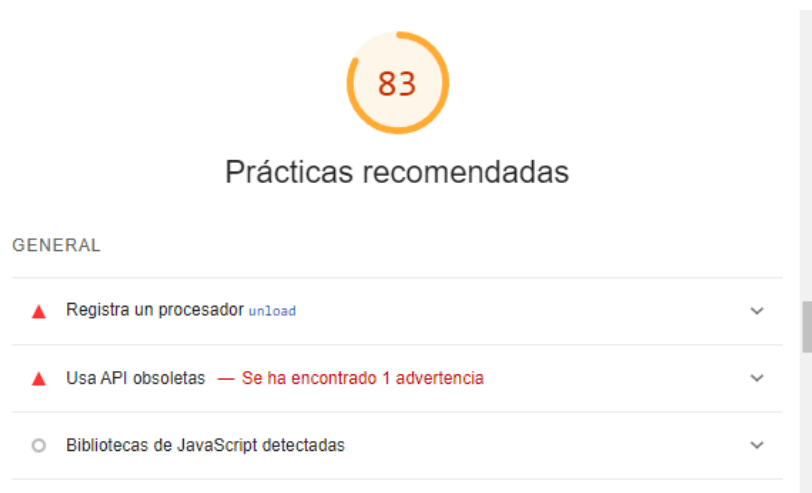 83
Prácticas recomendadas
GENERAL
Registra un procesador unload
Usa API obsoletas — Se ha encontrado 1 advertencia
Bibliotecas de JavaScript detectadas